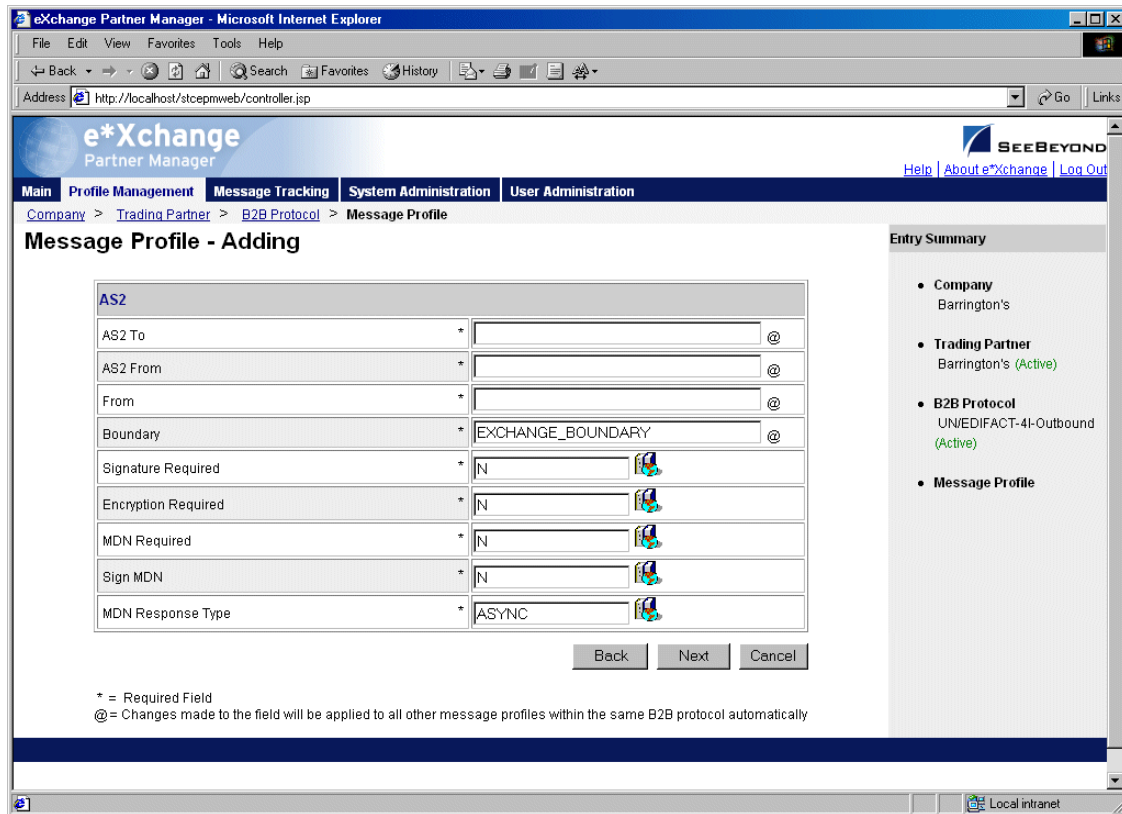 eXchange Partner Manager - Microsoft Internet Explorer
File Edit View Favorites Tools Help
Back Search Favorites History
Address http://localhost/stcepmweb/controller.jsp Go Links
e*Xchange
Partner Manager
SEEBEYOND
Help | About e*Xchange | Log Out
Main Profile Management Message Tracking System Administration User Administration
Company > Trading Partner > B2B Protocol > Message Profile
Message Profile - Adding
AS2
AS2 To * @
AS2 From * @
From * @
Boundary * EXCHANGE_BOUNDARY @
Signature Required * N
Encryption Required * N
MDN Required * N
Sign MDN * N
MDN Response Type * ASYNC
Back Next Cancel
* = Required Field
@ = Changes made to the field will be applied to all other message profiles within the same B2B protocol automatically
Entry Summary
• Company
Barrington's
• Trading Partner
Barrington's (Active)
• B2B Protocol
UN/EDIFACT-4I-Outbound
(Active)
• Message Profile
Local intranet